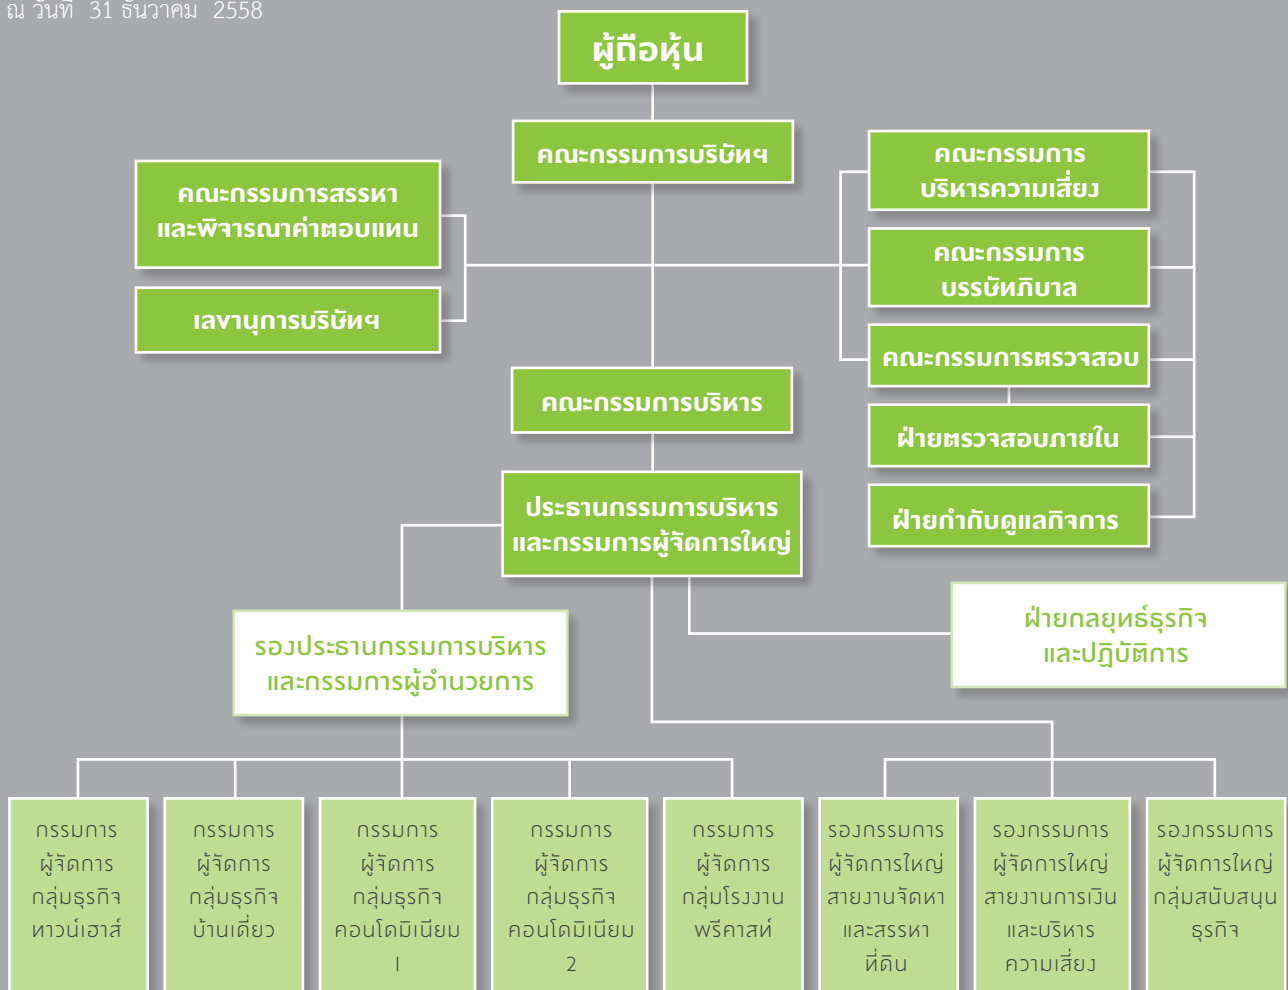 ณ วันที่ 31 ธันวาคม 2558
ผู้ถือหุ้น
คณะกรรมการบริษัทฯ
คณะกรรมการสรรหา
และพิจารณาค่าตอบแทน
เลขานุการบริษัทฯ
คณะกรรมการ
บริหารความเสี่ยง
คณะกรรมการ
บรรษัทภิบาล
คณะกรรมการตรวจสอบ
ฝ่ายตรวจสอบภายใน
ฝ่ายกำกับดูแลกิจการ
คณะกรรมการบริหาร
ประธานกรรมการบริหาร
และกรรมการผู้จัดการใหญ่
รองประธานกรรมการบริหาร
และกรรมการผู้อำนวยการ
ฝ่ายกลยุทธ์ธุรกิจ
และปฏิบัติการ
กรรมการ
ผู้จัดการ
กลุ่มธุรกิจ
ทาวน์เฮาส์
กรรมการ
ผู้จัดการ
กลุ่มธุรกิจ
บ้านเดี่ยว
กรรมการ
ผู้จัดการ
กลุ่มธุรกิจ
คอนโดมิเนียม
1
กรรมการ
ผู้จัดการ
กลุ่มธุรกิจ
คอนโดมิเนียม
2
กรรมการ
ผู้จัดการ
กลุ่มโรงงาน
พรีคาสท์
รองกรรมการ
ผู้จัดการใหญ่
สายงานจัดหา
และสรรหา
ที่ดิน
รองกรรมการ
ผู้จัดการใหญ่
สายงานการเงิน
และบริหาร
ความเสี่ยง
รองกรรมการ
ผู้จัดการใหญ่
กลุ่มสนับสนุน
ธุรกิจ